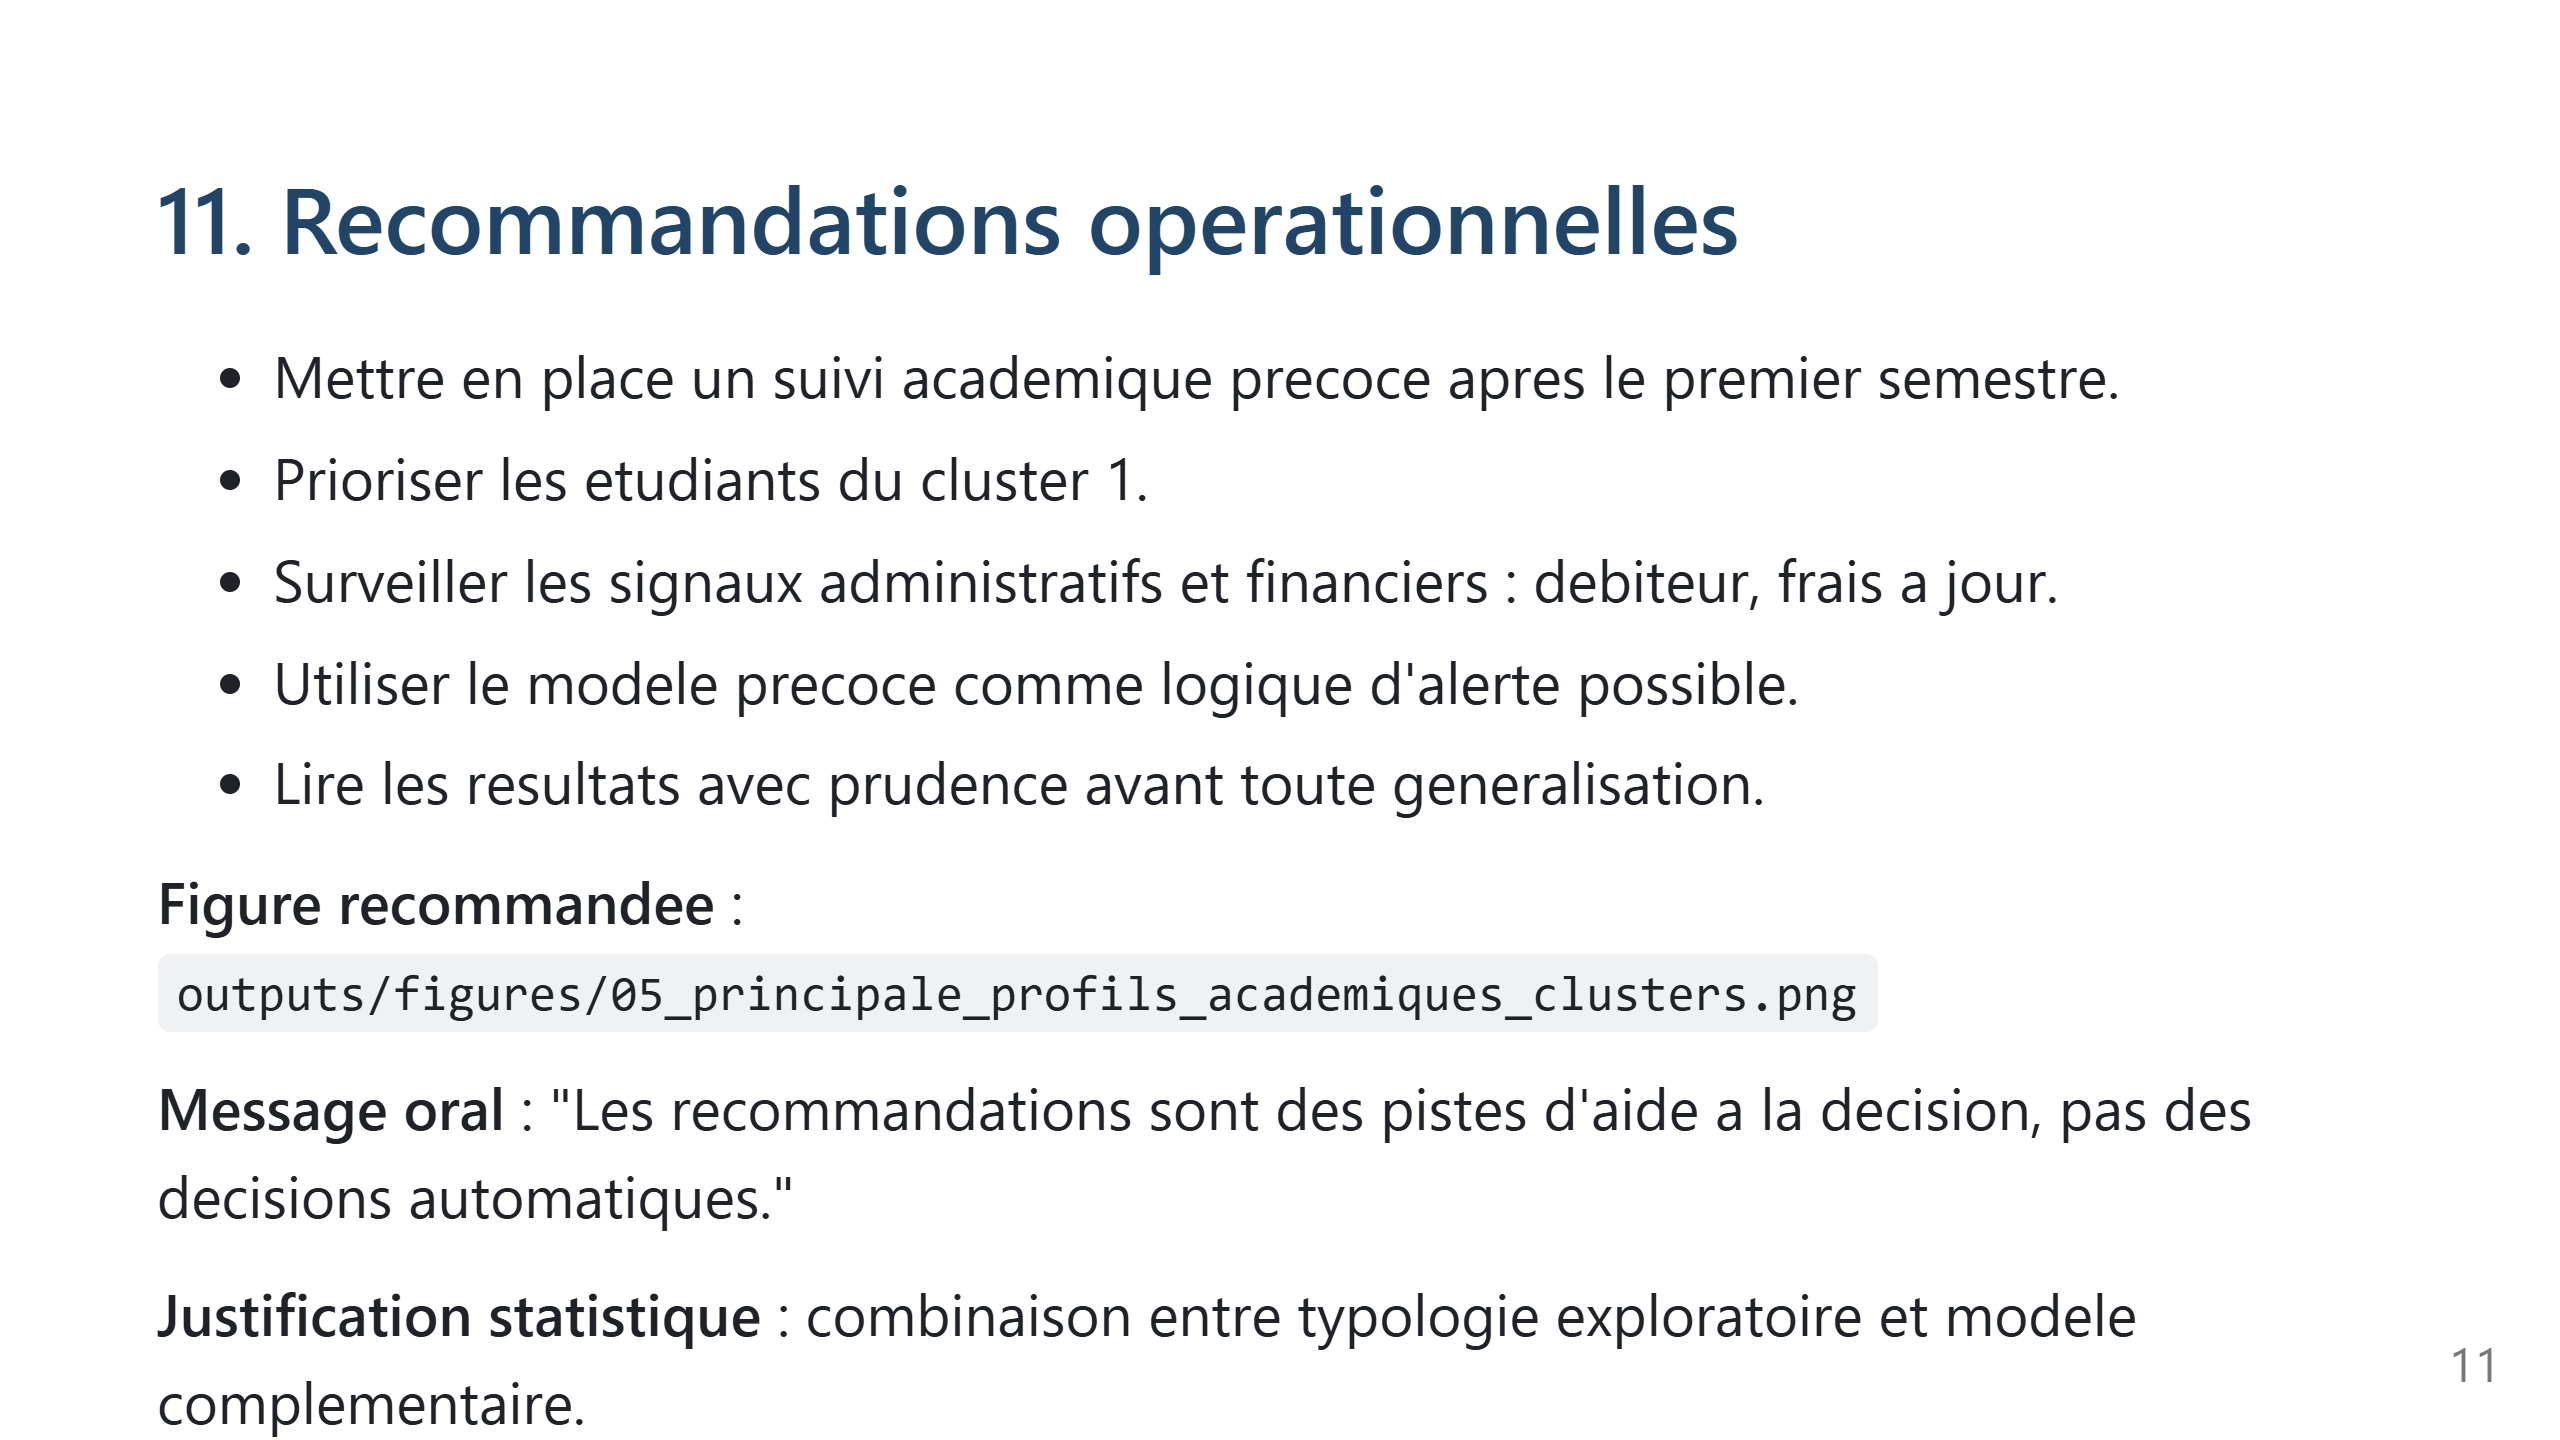 11. Recommandations operationnelles
• Mettre en place un suivi academique precoce apres le premier semestre.
• Prioriser les etudiants du cluster 1.
• Surveiller les signaux administratifs et financiers : debiteur, frais a jour.
• Utiliser le modele precoce comme logique d'alerte possible.
• Lire les resultats avec prudence avant toute generalisation.
Figure recommandee :
outputs/figures/05_principale_profils_academiques_clusters.png
Message oral : "Les recommandations sont des pistes d'aide a la decision, pas des
decisions automatiques."
Justification statistique : combinaison entre typologie exploratoire et modele
complementaire.
11